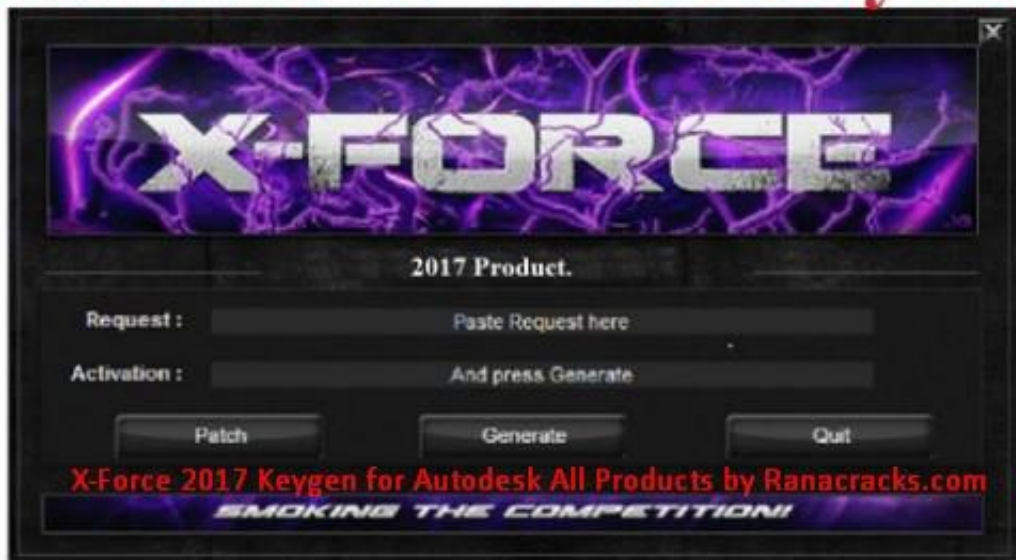 X-FORCE
2017 Product.
Request : Paste Request here
Activation : And press Generate
Patch Generate Quit
X-Force 2017 Keygen for Autodesk All Products by Ranacracks.com
SMOKING THE COMPETITION!